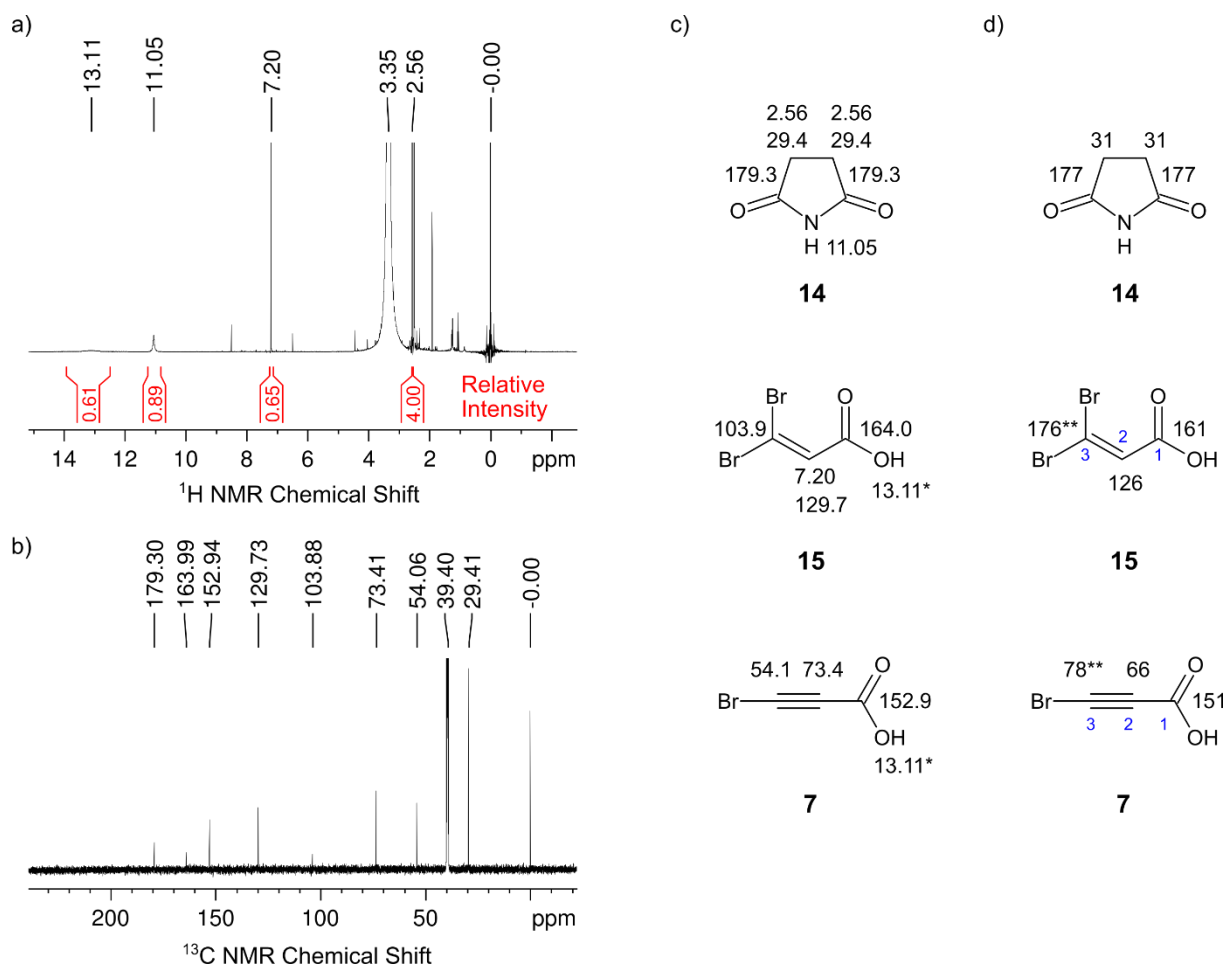 a)
13.11
11.05
7.20
3.35
2.56
-0.00
0.61
0.89
0.65
4.00
Relative
Intensity
14 12 10 8 6 4 2 0 ppm
1H NMR Chemical Shift
b)
179.30
163.99
152.94
129.73
103.88
73.41
54.06
39.40
29.41
-0.00
200 150 100 50 ppm
13C NMR Chemical Shift
c)
2.56 2.56
29.4 29.4
179.3 179.3
O O
N
H 11.05
14
Br O
103.9 164.0
Br OH
7.20 13.11*
129.7
15
54.1 73.4 O
Br 152.9
OH
13.11*
7
d)
31 31
177 177
O O
N
H
14
Br O
176** 2 161
Br 3 1 OH
126
15
78** 66 O
Br 151
3 2 1 OH
7